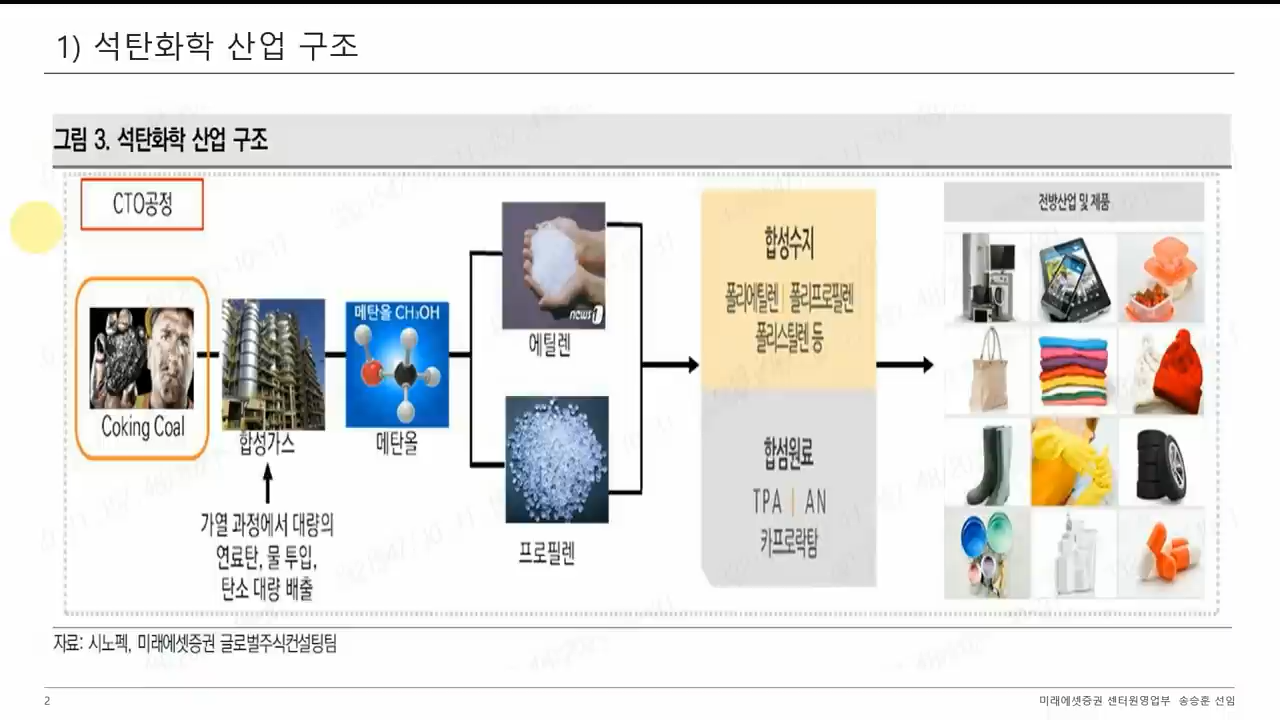 1) 석탄화학 산업 구조
그림 3. 석탄화학 산업 구조
CTO공정
Coking Coal
합성가스
가열 과정에서 대량의
연료탄, 물 투입,
탄소 대량 배출
메탄올 CH₃OH
메탄올
news1
에틸렌
프로필렌
합성수지
폴리에틸렌 | 폴리프로필렌
폴리스틸렌 등
합섬원료
TPA | AN
카프로락탐
전방산업 및 제품
자료: 시노펙, 미래에셋증권 글로벌주식컨설팅팀
2
미래에셋증권 센터원영업부 송승훈 선임